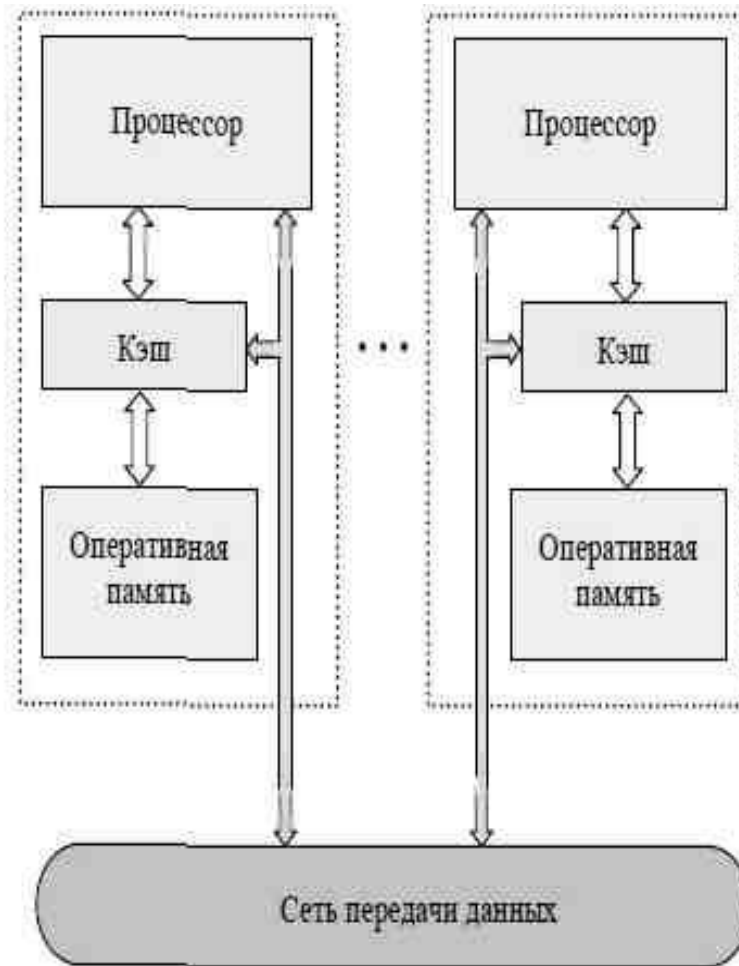 Процессор
Процессор
Кэш
• • •
Кэш
Оперативная
память
Оперативная
память
Сеть передачи данных